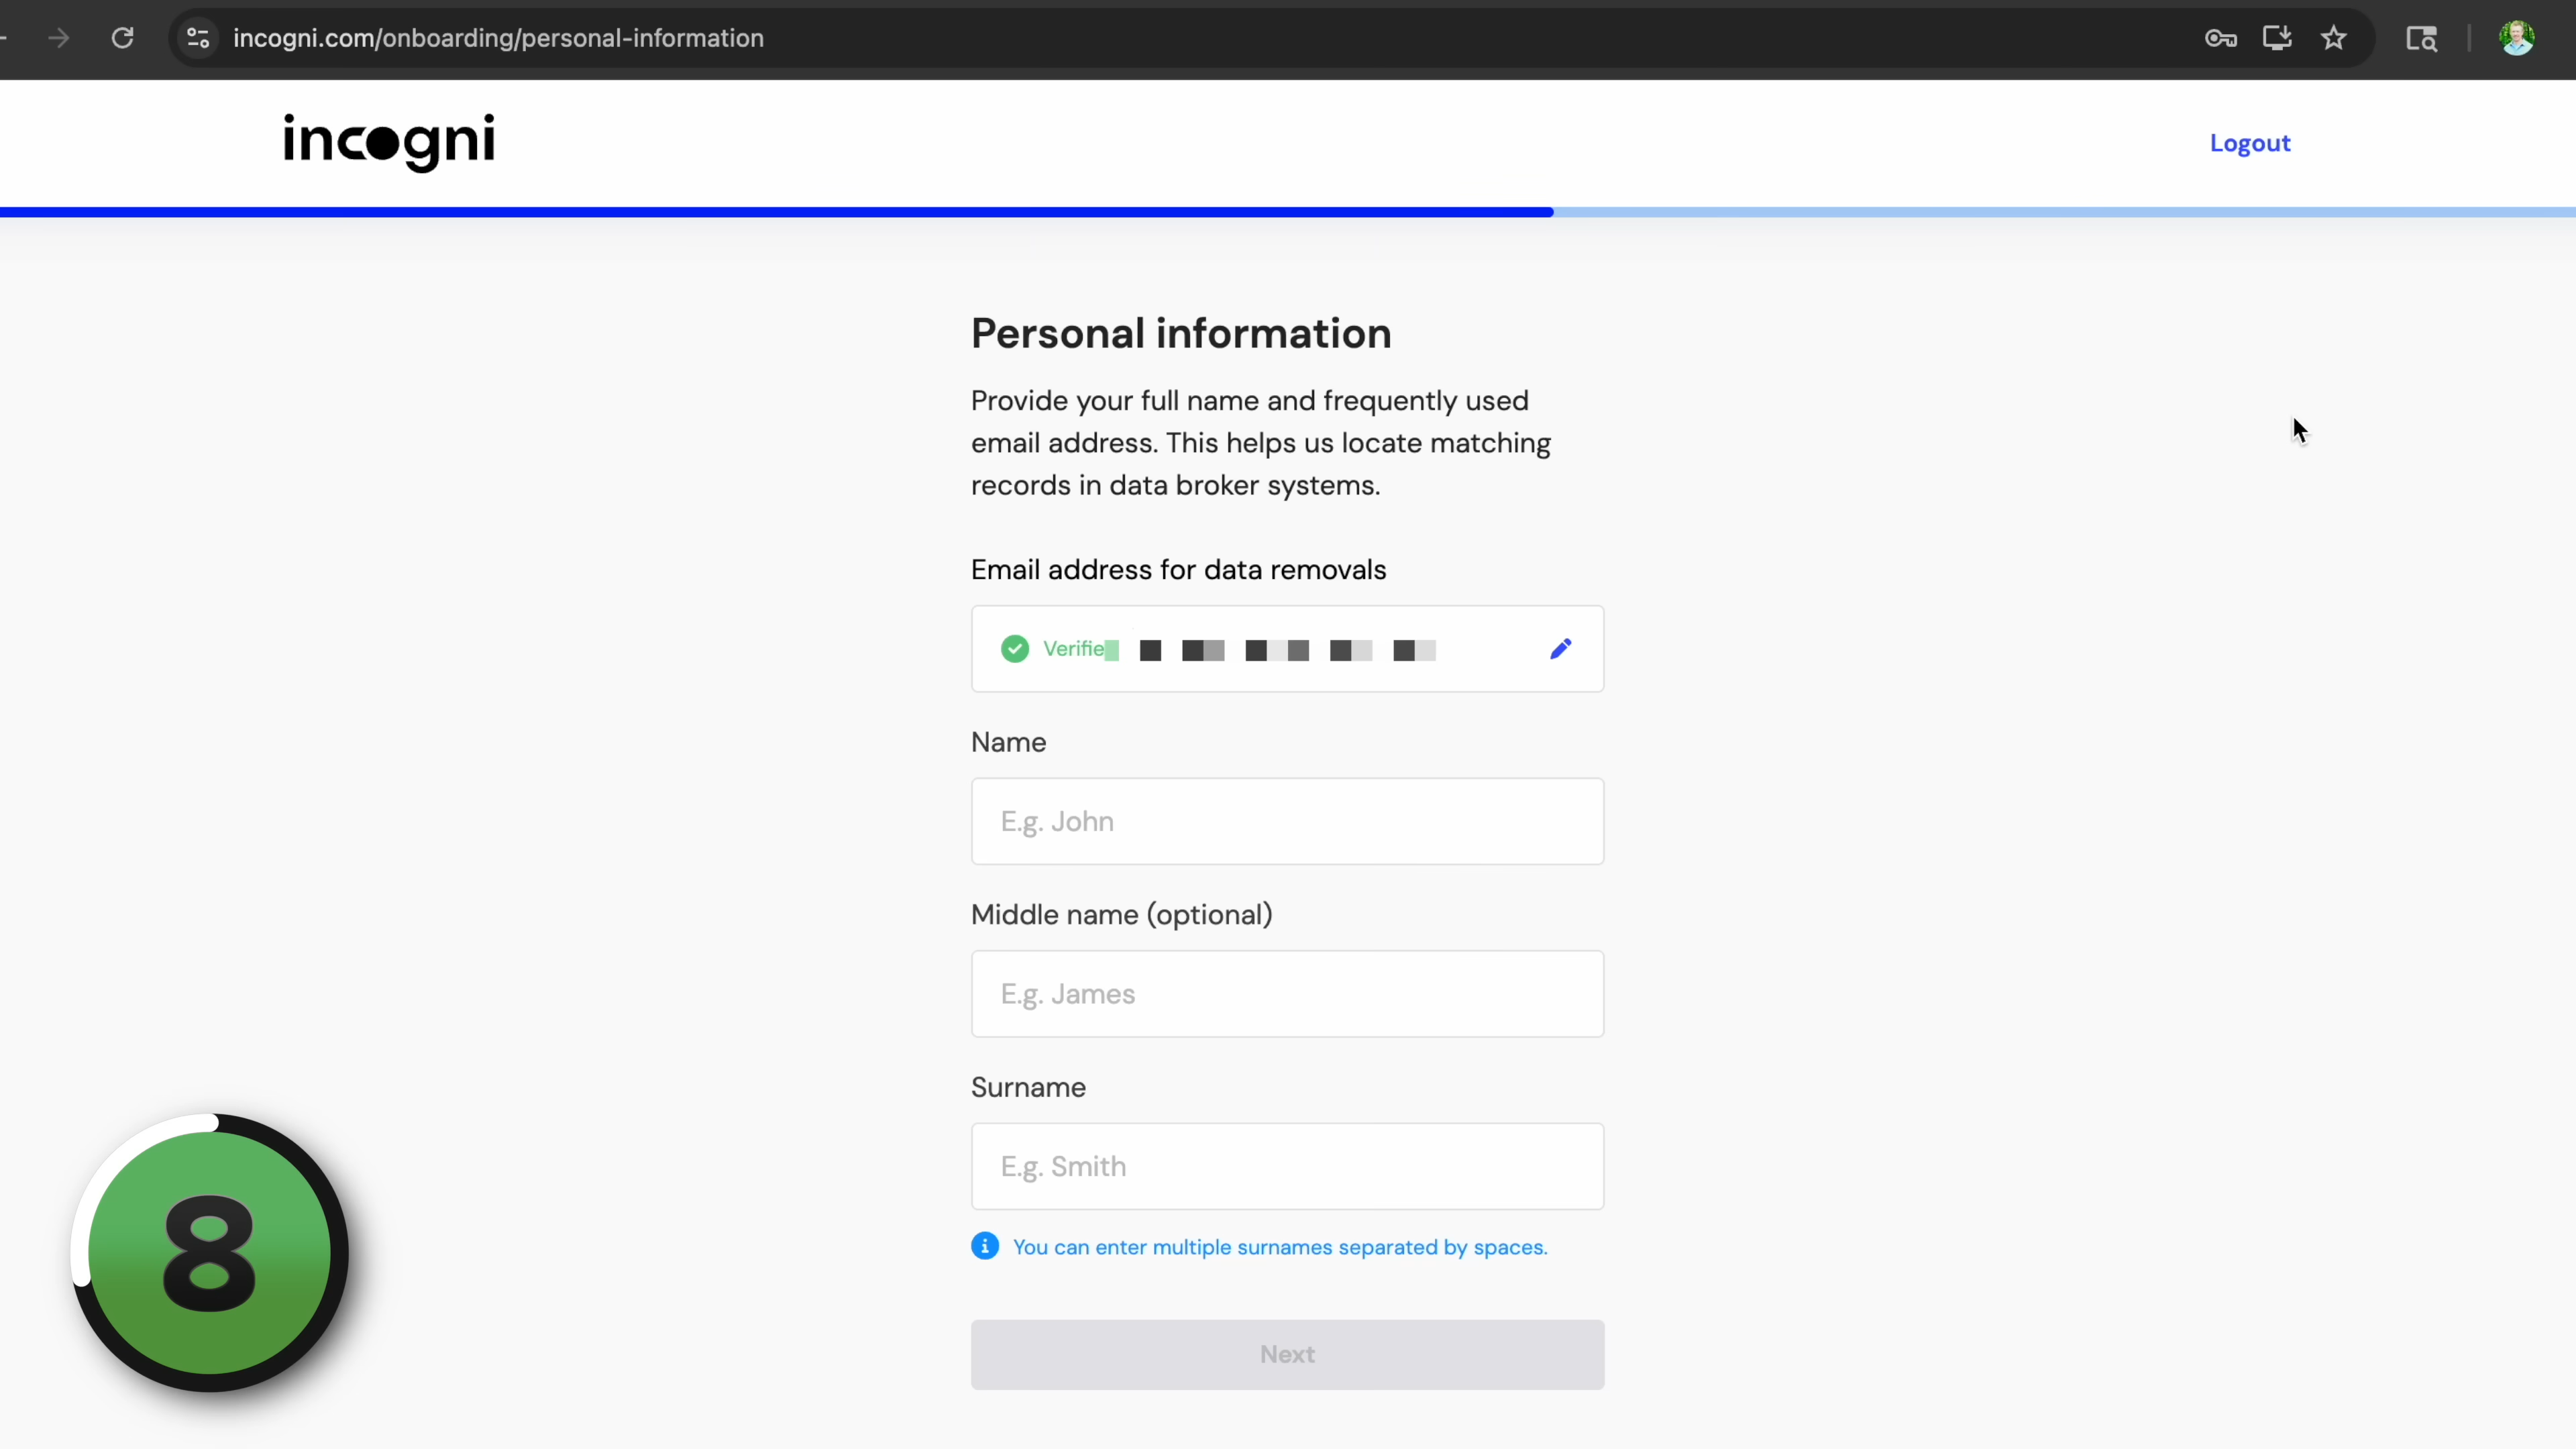 incogni.com/onboarding/personal-information
incogni
Logout
Personal information
Provide your full name and frequently used
email address. This helps us locate matching
records in data broker systems.
Email address for data removals
Verifie
Name
E.g. John
Middle name (optional)
E.g. James
Surname
E.g. Smith
You can enter multiple surnames separated by spaces.
Next
8